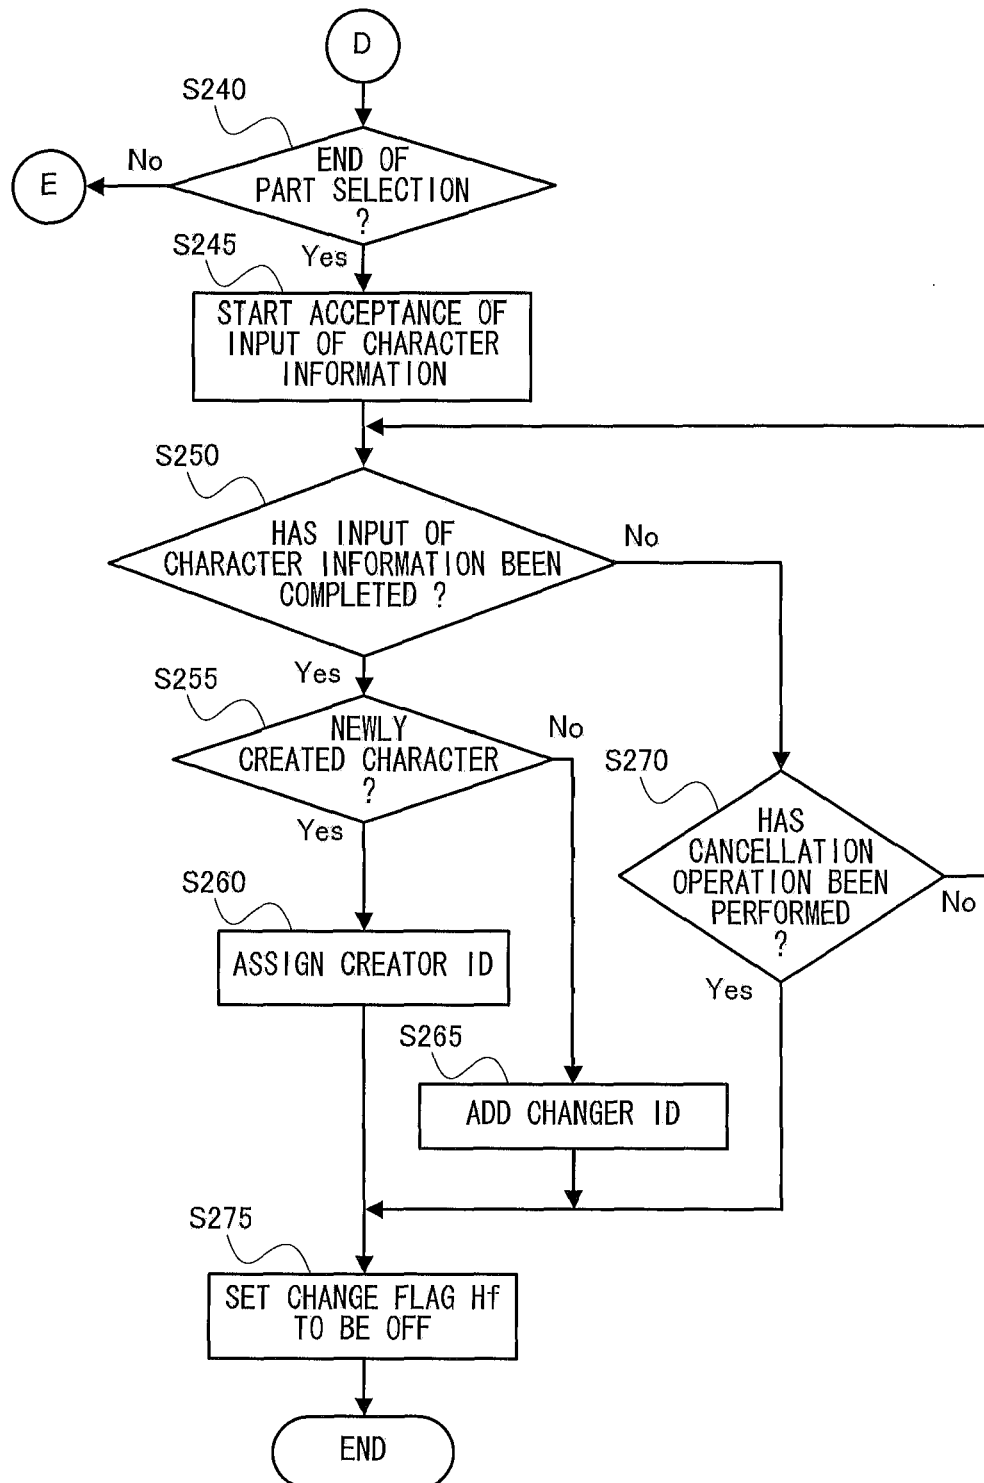 D
S240
END OF
PART SELECTION
?
No
E
Yes
S245
START ACCEPTANCE OF
INPUT OF CHARACTER
INFORMATION
S250
HAS INPUT OF
CHARACTER INFORMATION BEEN
COMPLETED ?
No
Yes
S255
NEWLY
CREATED CHARACTER
?
No
Yes
S270
HAS
CANCELLATION
OPERATION BEEN
PERFORMED
?
No
Yes
S260
ASSIGN CREATOR ID
S265
ADD CHANGER ID
S275
SET CHANGE FLAG Hf
TO BE OFF
END